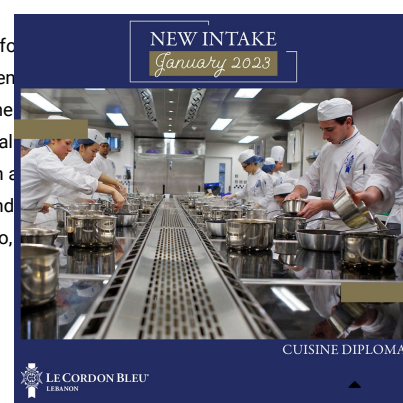 NEW INTAKE
January 2023
CUISINE DIPLOMA
LE CORDON BLEU
LEBANON